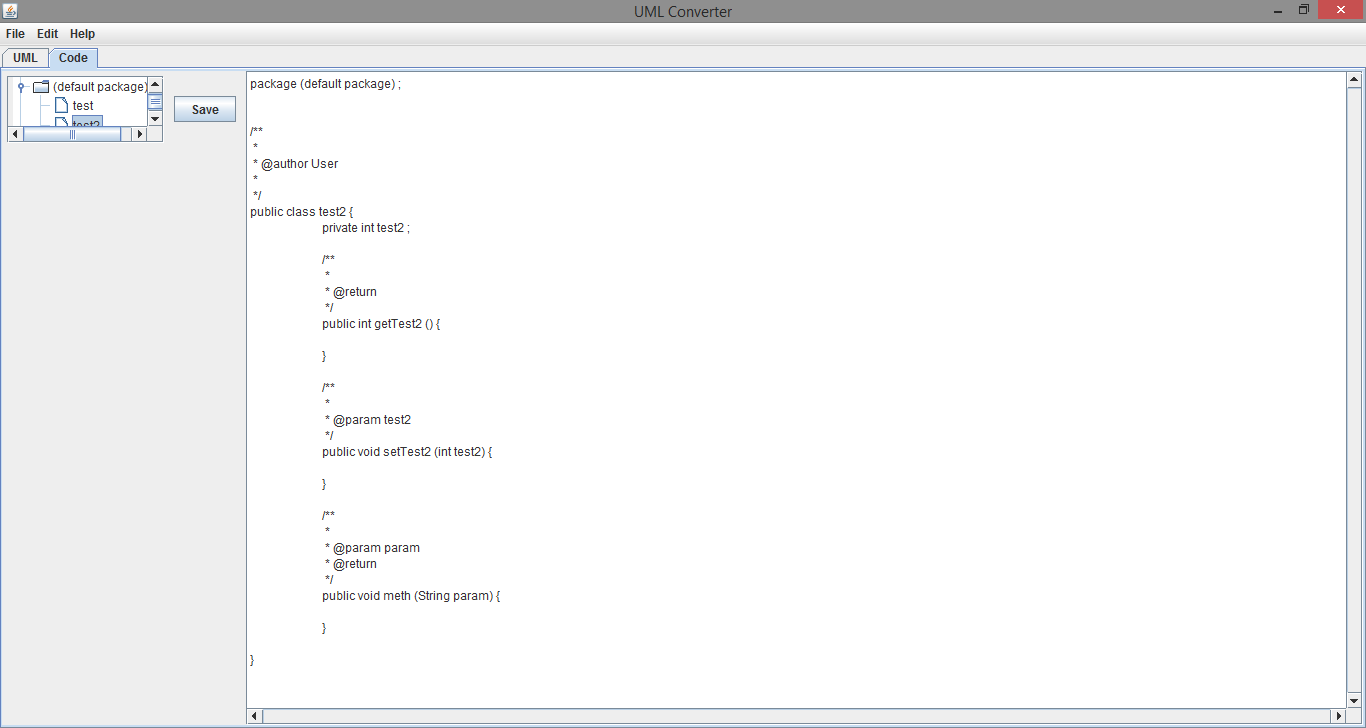 UML Converter
File Edit Help
UML Code
(default package)
test
test2
Save
package (default package) ;
/**
*
* @author User
*
*/
public class test2 {
private int test2 ;
/**
*
* @return
*/
public int getTest2 () {
}
/**
*
* @param test2
*/
public void setTest2 (int test2) {
}
/**
*
* @param param
* @return
*/
public void meth (String param) {
}
}